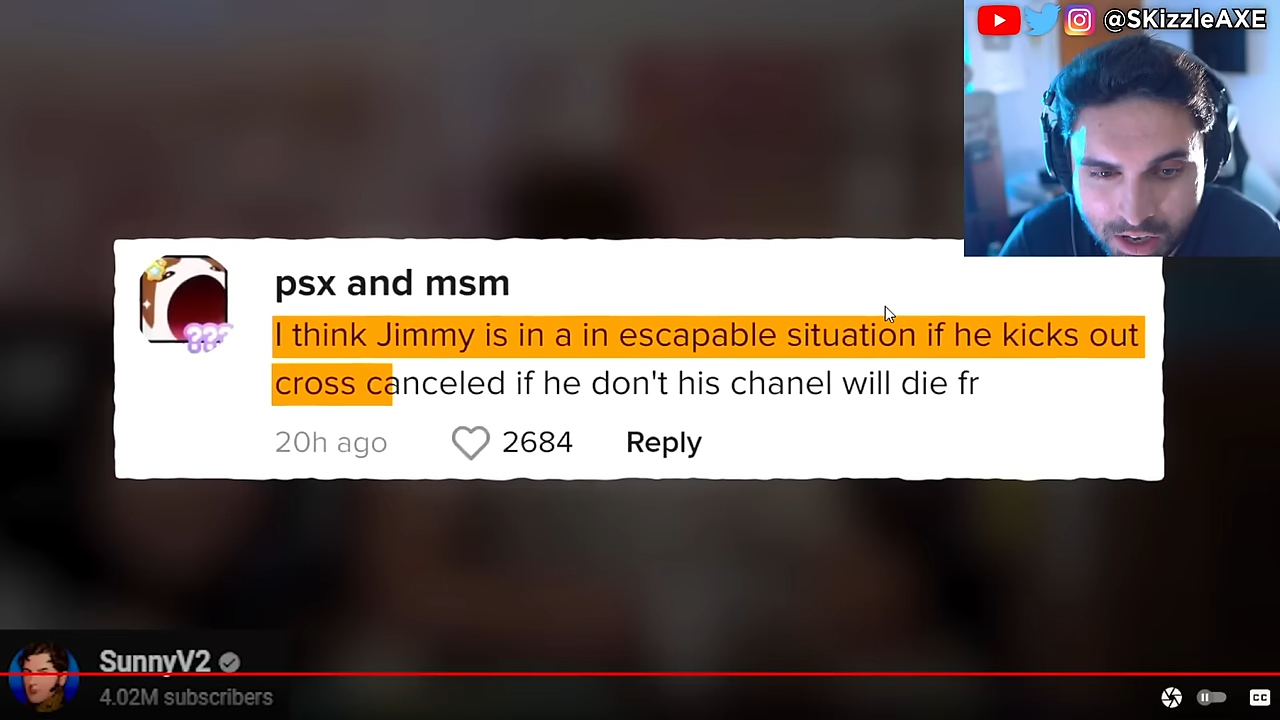 @SKizzleAXE
psx and msm
I think Jimmy is in a in escapable situation if he kicks out
cross canceled if he don't his chanel will die fr
20h ago 2684 Reply
SunnyV2
4.02M subscribers
CC